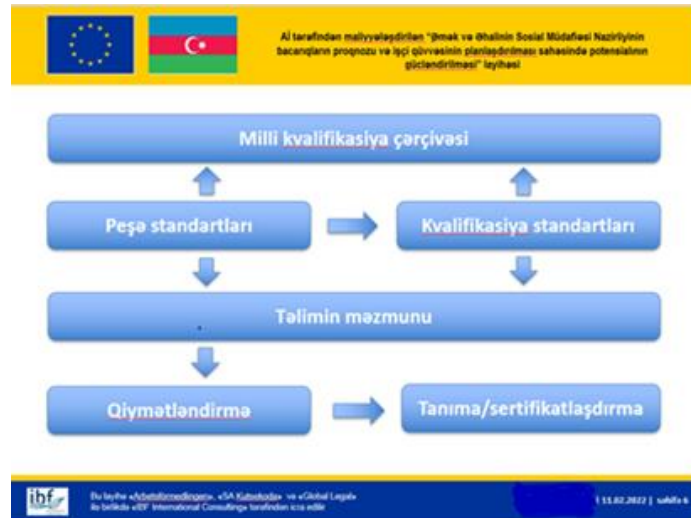 Aİ tərəfindən maliyyələşdirilən "Əmək və Əhalinin Sosial Müdafiəsi Nazirliyinin
bacarıqların proqnozu və işçi qüvvəsinin planlaşdırılması sahəsində potensialının
gücləndirilməsi" layihəsi
Milli kvalifikasiya çərçivəsi
Peşə standartları
Kvalifikasiya standartları
Təlimin məzmunu
Qiymətləndirmə
Tanıma/sertifikatlaşdırma
ibf
Bu layihə «Arbetsformedlingen», «SA Kutsekoda» və «Global Legal»
ilə birlikdə «IBF International Consulting» tərəfindən icra edilir
| 11.02.2022 | səhifə 6